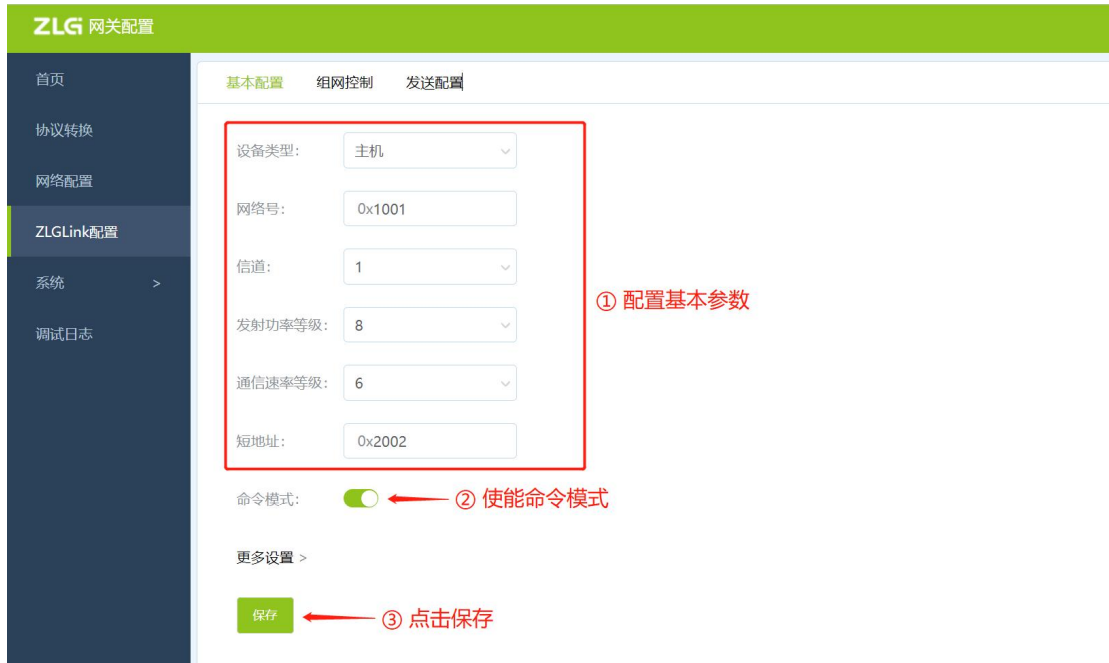 ZLG 网关配置
首页
协议转换
网络配置
ZLGLink配置
系统 >
调试日志
基本配置 组网控制 发送配置
设备类型: 主机
网络号: 0x1001
信道: 1
发射功率等级: 8
通信速率等级: 6
短地址: 0x2002
① 配置基本参数
命令模式: ② 使能命令模式
更多设置 >
保存 ③ 点击保存